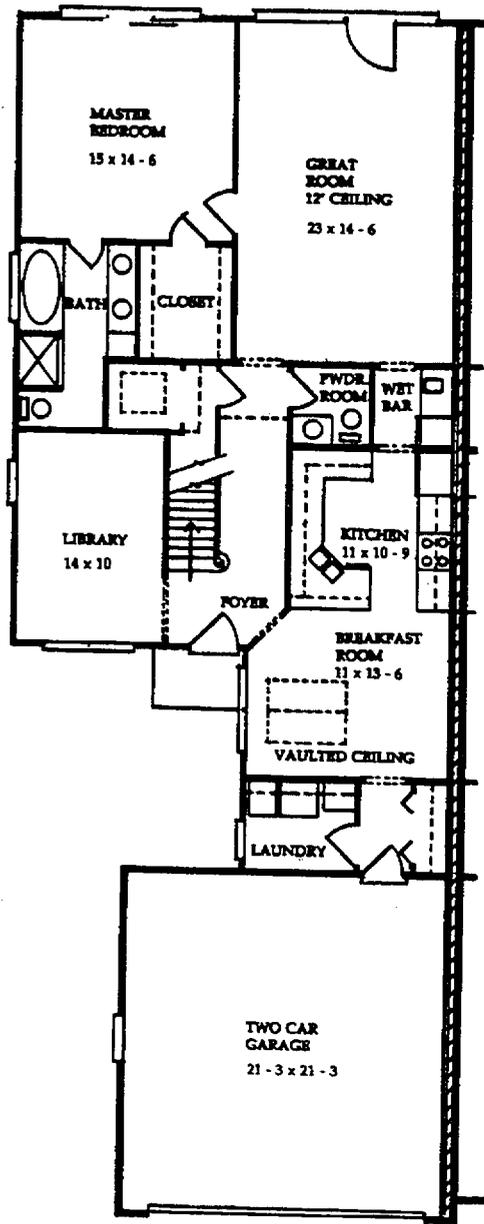 MASTER
BEDROOM
15 x 14 - 6
GREAT
ROOM
12' CEILING
23 x 14 - 6
BATH
CLOSET
PWDR.
ROOM
WET
BAR
LIBRARY
14 x 10
KITCHEN
11 x 10 - 9
FOYER
BREAKFAST
ROOM
11 x 13 - 6
VAULTED CEILING
LAUNDRY
TWO CAR
GARAGE
21 - 3 x 21 - 3